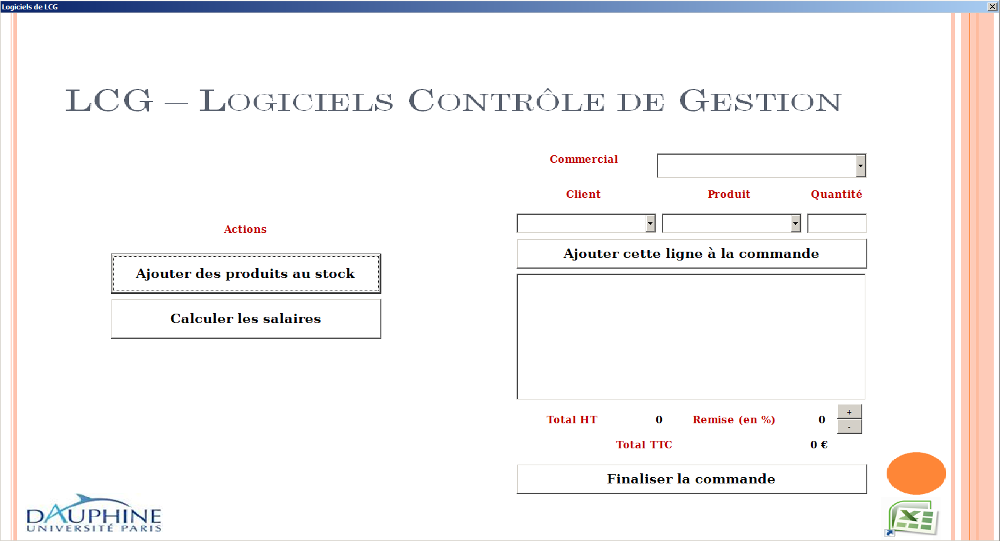 Logiciels de LCG
LCG – Logiciels Contrôle de Gestion
Commercial
Client Produit Quantité
Actions
Ajouter des produits au stock
Calculer les salaires
Ajouter cette ligne à la commande
Total HT 0 Remise (en %) 0 +
-
Total TTC 0 €
Finaliser la commande
DAUPHINE
UNIVERSITÉ PARIS